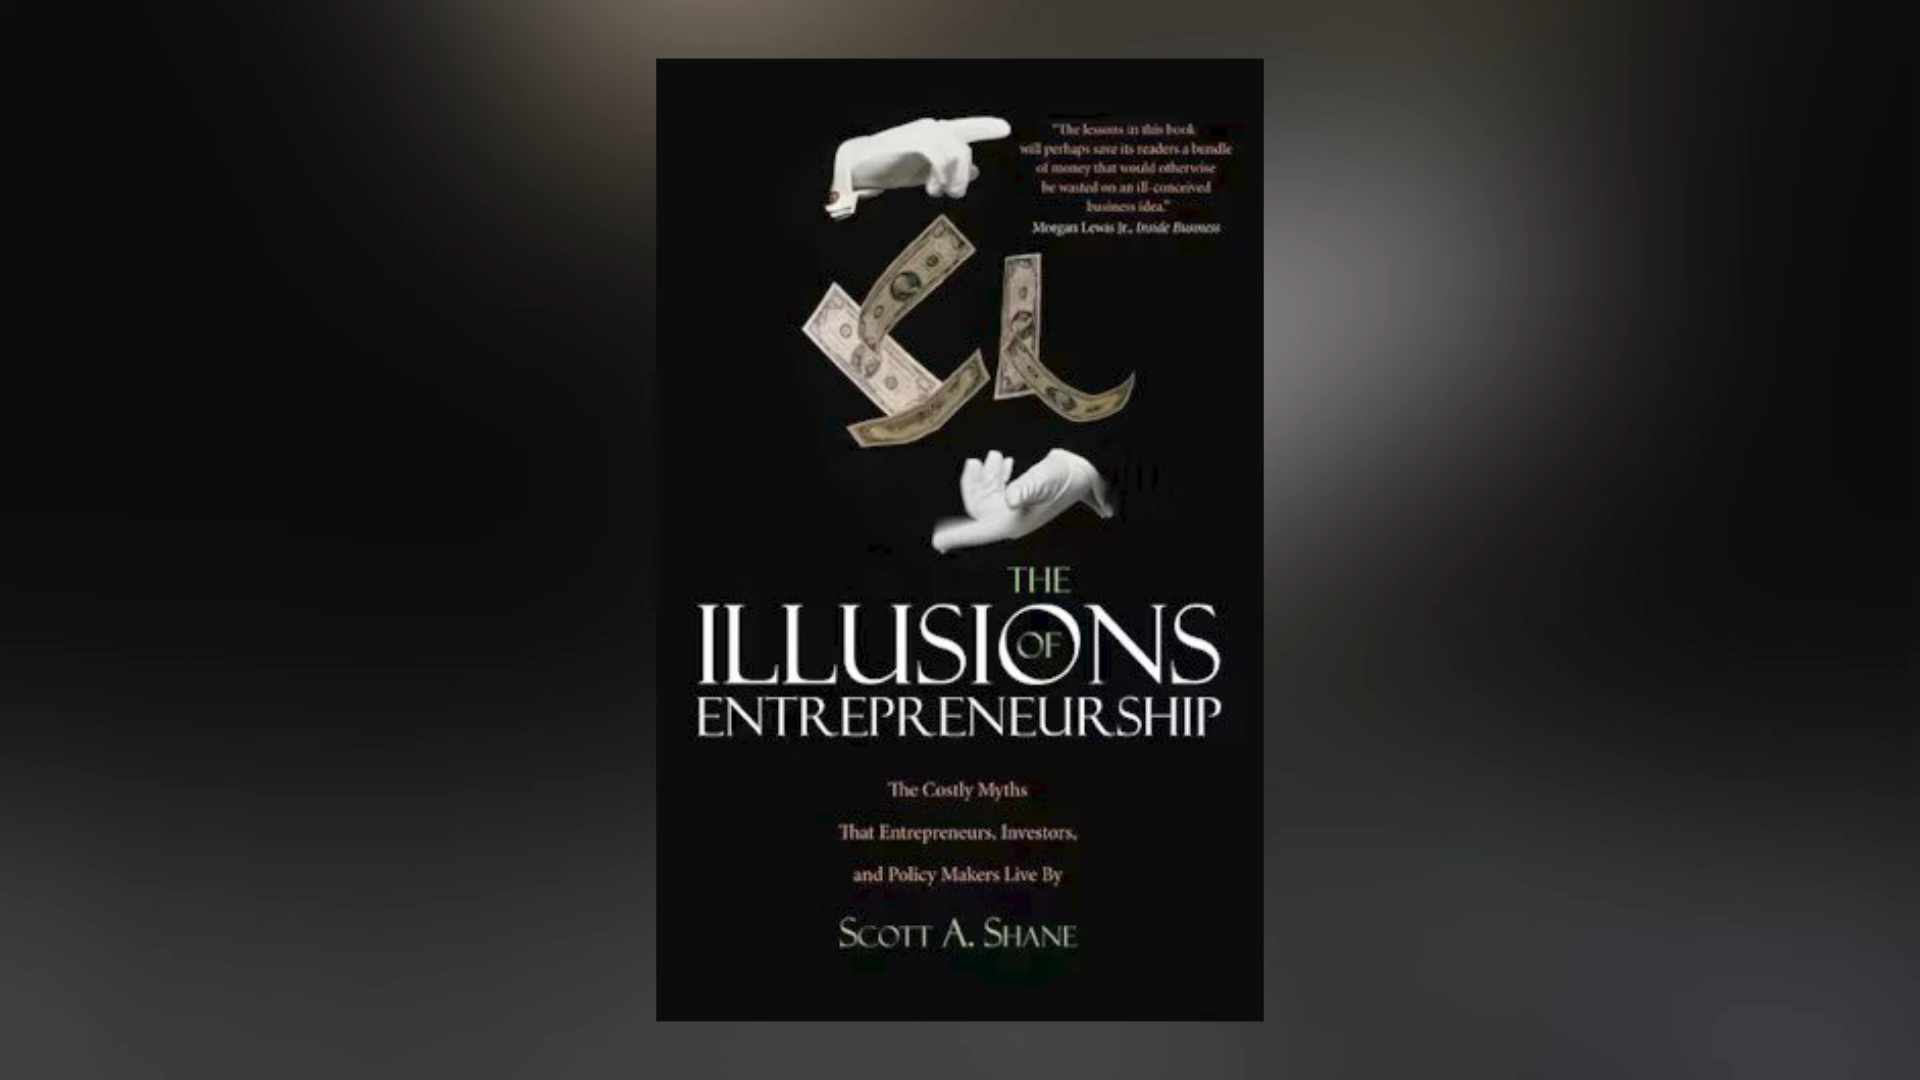 "The lessons in this book
will perhaps save its readers a bundle
of money that would otherwise
be wasted on an ill-conceived
business idea."
Morgan Lewis Jr., Inside Business
THE
ILLUSIONS
OF
ENTREPRENEURSHIP
The Costly Myths
That Entrepreneurs, Investors,
and Policy Makers Live By
SCOTT A. SHANE